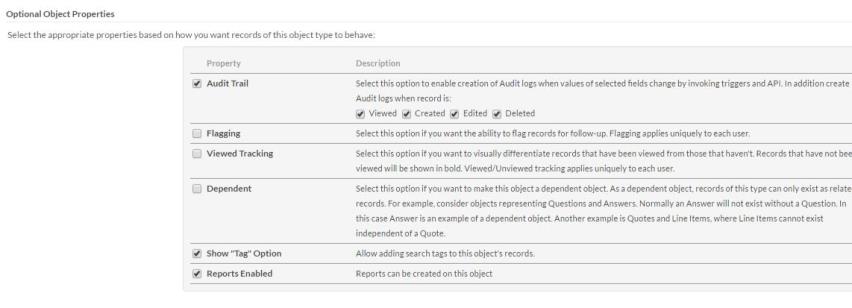 Optional Object Properties
Select the appropriate properties based on how you want records of this object type to behave:
Property Description
Audit Trail Select this option to enable creation of Audit logs when values of selected fields change by invoking triggers and API. In addition create
Audit logs when record is:
Viewed Created Edited Deleted
Flagging Select this option if you want the ability to flag records for follow-up. Flagging applies uniquely to each user.
Viewed Tracking Select this option if you want to visually differentiate records that have been viewed from those that haven't. Records that have not bee
viewed will be shown in bold. Viewed/Unviewed tracking applies uniquely to each user.
Dependent Select this option if you want to make this object a dependent object. As a dependent object, records of this type can only exist as relate
records. For example, consider objects representing Questions and Answers. Normally an Answer will not exist without a Question. In
this case Answer is an example of a dependent object. Another example is Quotes and Line Items, where Line Items cannot exist
independent of a Quote.
Show "Tag" Option Allow adding search tags to this object's records.
Reports Enabled Reports can be created on this object